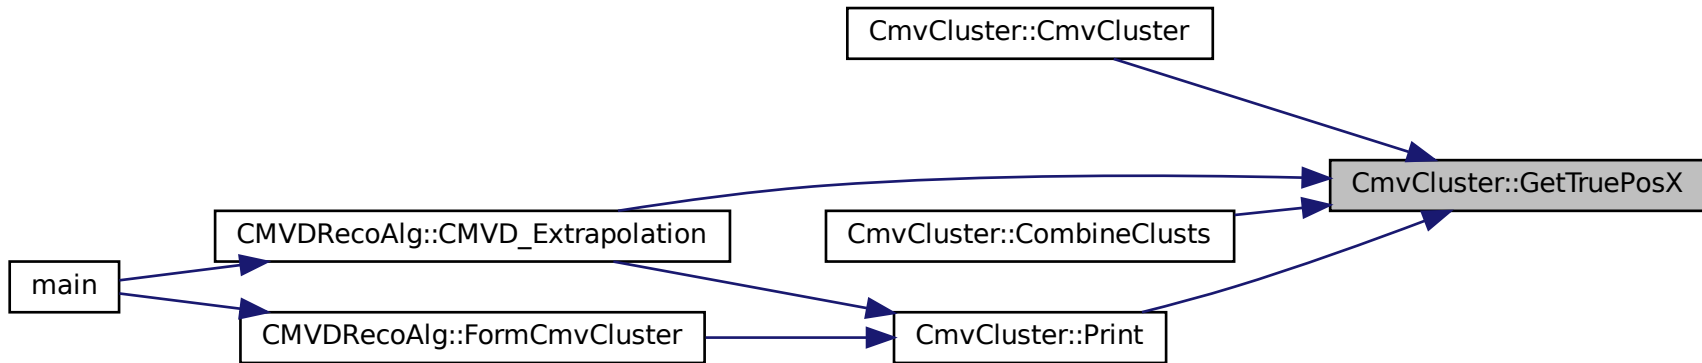 CmvCluster::CmvCluster
CmvCluster::GetTruePosX
CMVDRecoAlg::CMVD_Extrapolation
CmvCluster::CombineClusts
main
CMVDRecoAlg::FormCmvCluster
CmvCluster::Print